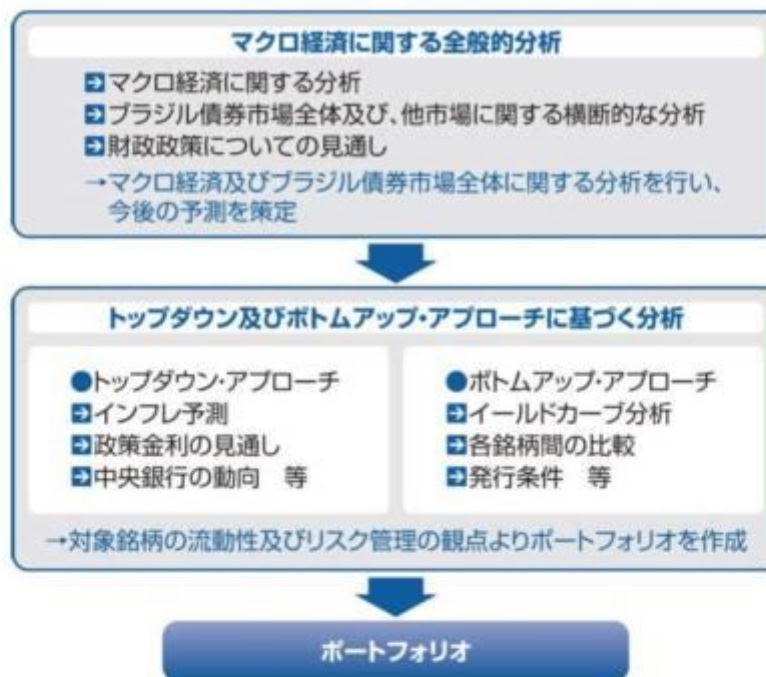 マクロ経済に関する全般的分析
マクロ経済に関する分析
ブラジル債券市場全体及び、他市場に関する横断的な分析
財政政策についての見通し
→マクロ経済及びブラジル債券市場全体に関する分析を行い、
今後の予測を策定
トップダウン及びボトムアップ・アプローチに基づく分析
●トップダウン・アプローチ
インフレ予測
政策金利の見通し
中央銀行の動向　等
●ボトムアップ・アプローチ
イールドカーブ分析
各銘柄間の比較
発行条件　等
→対象銘柄の流動性及びリスク管理の観点よりポートフォリオを作成
ポートフォリオ